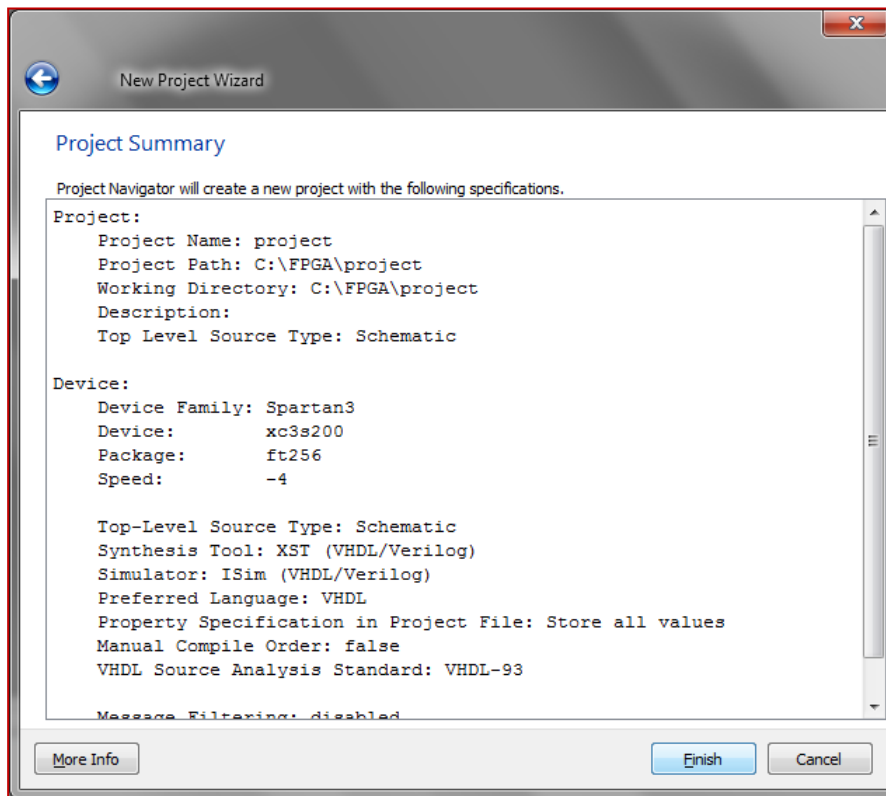 New Project Wizard
Project Summary
Project Navigator will create a new project with the following specifications.
Project:
Project Name: project
Project Path: C:\FPGA\project
Working Directory: C:\FPGA\project
Description:
Top Level Source Type: Schematic
Device:
Device Family: Spartan3
Device: xc3s200
Package: ft256
Speed: -4
Top-Level Source Type: Schematic
Synthesis Tool: XST (VHDL/Verilog)
Simulator: ISim (VHDL/Verilog)
Preferred Language: VHDL
Property Specification in Project File: Store all values
Manual Compile Order: false
VHDL Source Analysis Standard: VHDL-93
Message Filtering: disabled
More Info
Finish
Cancel